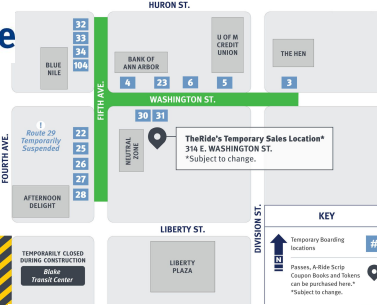 HURON ST.
e
32
33
34
104
BLUE
NILE
BANK OF
ANN ARBOR
U OF M
CREDIT
UNION
THE HEN
4
23
6
5
3
FIFTH AVE.
WASHINGTON ST.
30
31
!
Route 29
Temporarily
Suspended
22
25
26
27
28
FOURTH AVE.
NEUTRAL
ZONE
TheRide's Temporary Sales Location*
314 E. WASHINGTON ST.
*Subject to change.
AFTERNOON
DELIGHT
LIBERTY ST.
DIVISION ST.
TEMPORARILY CLOSED
DURING CONSTRUCTION
Blake
Transit Center
LIBERTY
PLAZA
KEY
N
Temporary Boarding
locations
#
Passes, A-Ride Scrip
Coupon Books and Tokens
can be purchased here.*
*Subject to change.